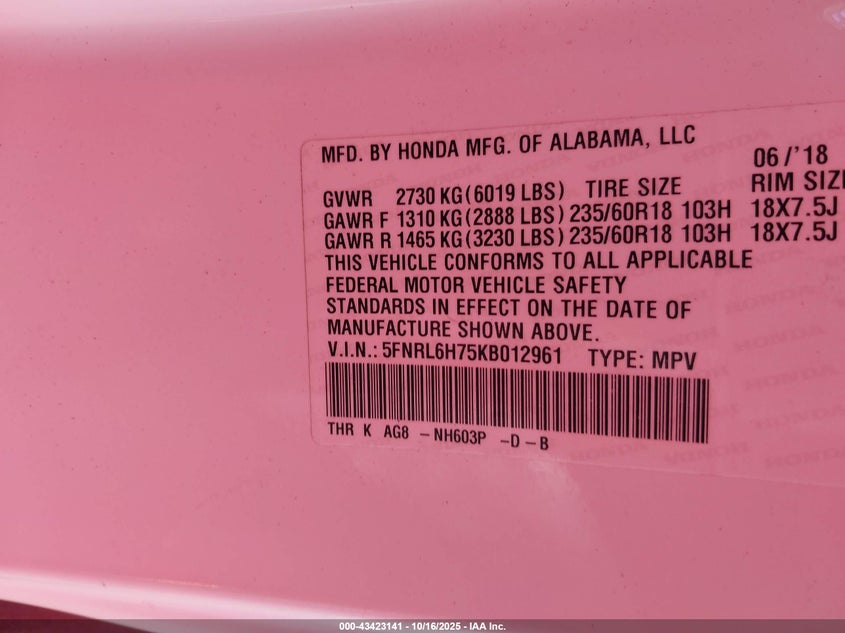 MFD. BY HONDA MFG. OF ALABAMA, LLC 06/'18
GVWR 2730 KG(6019 LBS) TIRE SIZE RIM SIZE
GAWR F 1310 KG(2888 LBS) 235/60R18 103H 18X7.5J
GAWR R 1465 KG(3230 LBS) 235/60R18 103H 18X7.5J
THIS VEHICLE CONFORMS TO ALL APPLICABLE
FEDERAL MOTOR VEHICLE SAFETY
STANDARDS IN EFFECT ON THE DATE OF
MANUFACTURE SHOWN ABOVE.
V.I.N.: 5FNRL6H75KB012961 TYPE: MPV
THR K AG8 -NH603P -D-B
000-43423141 - 10/16/2025 - IAA Inc.